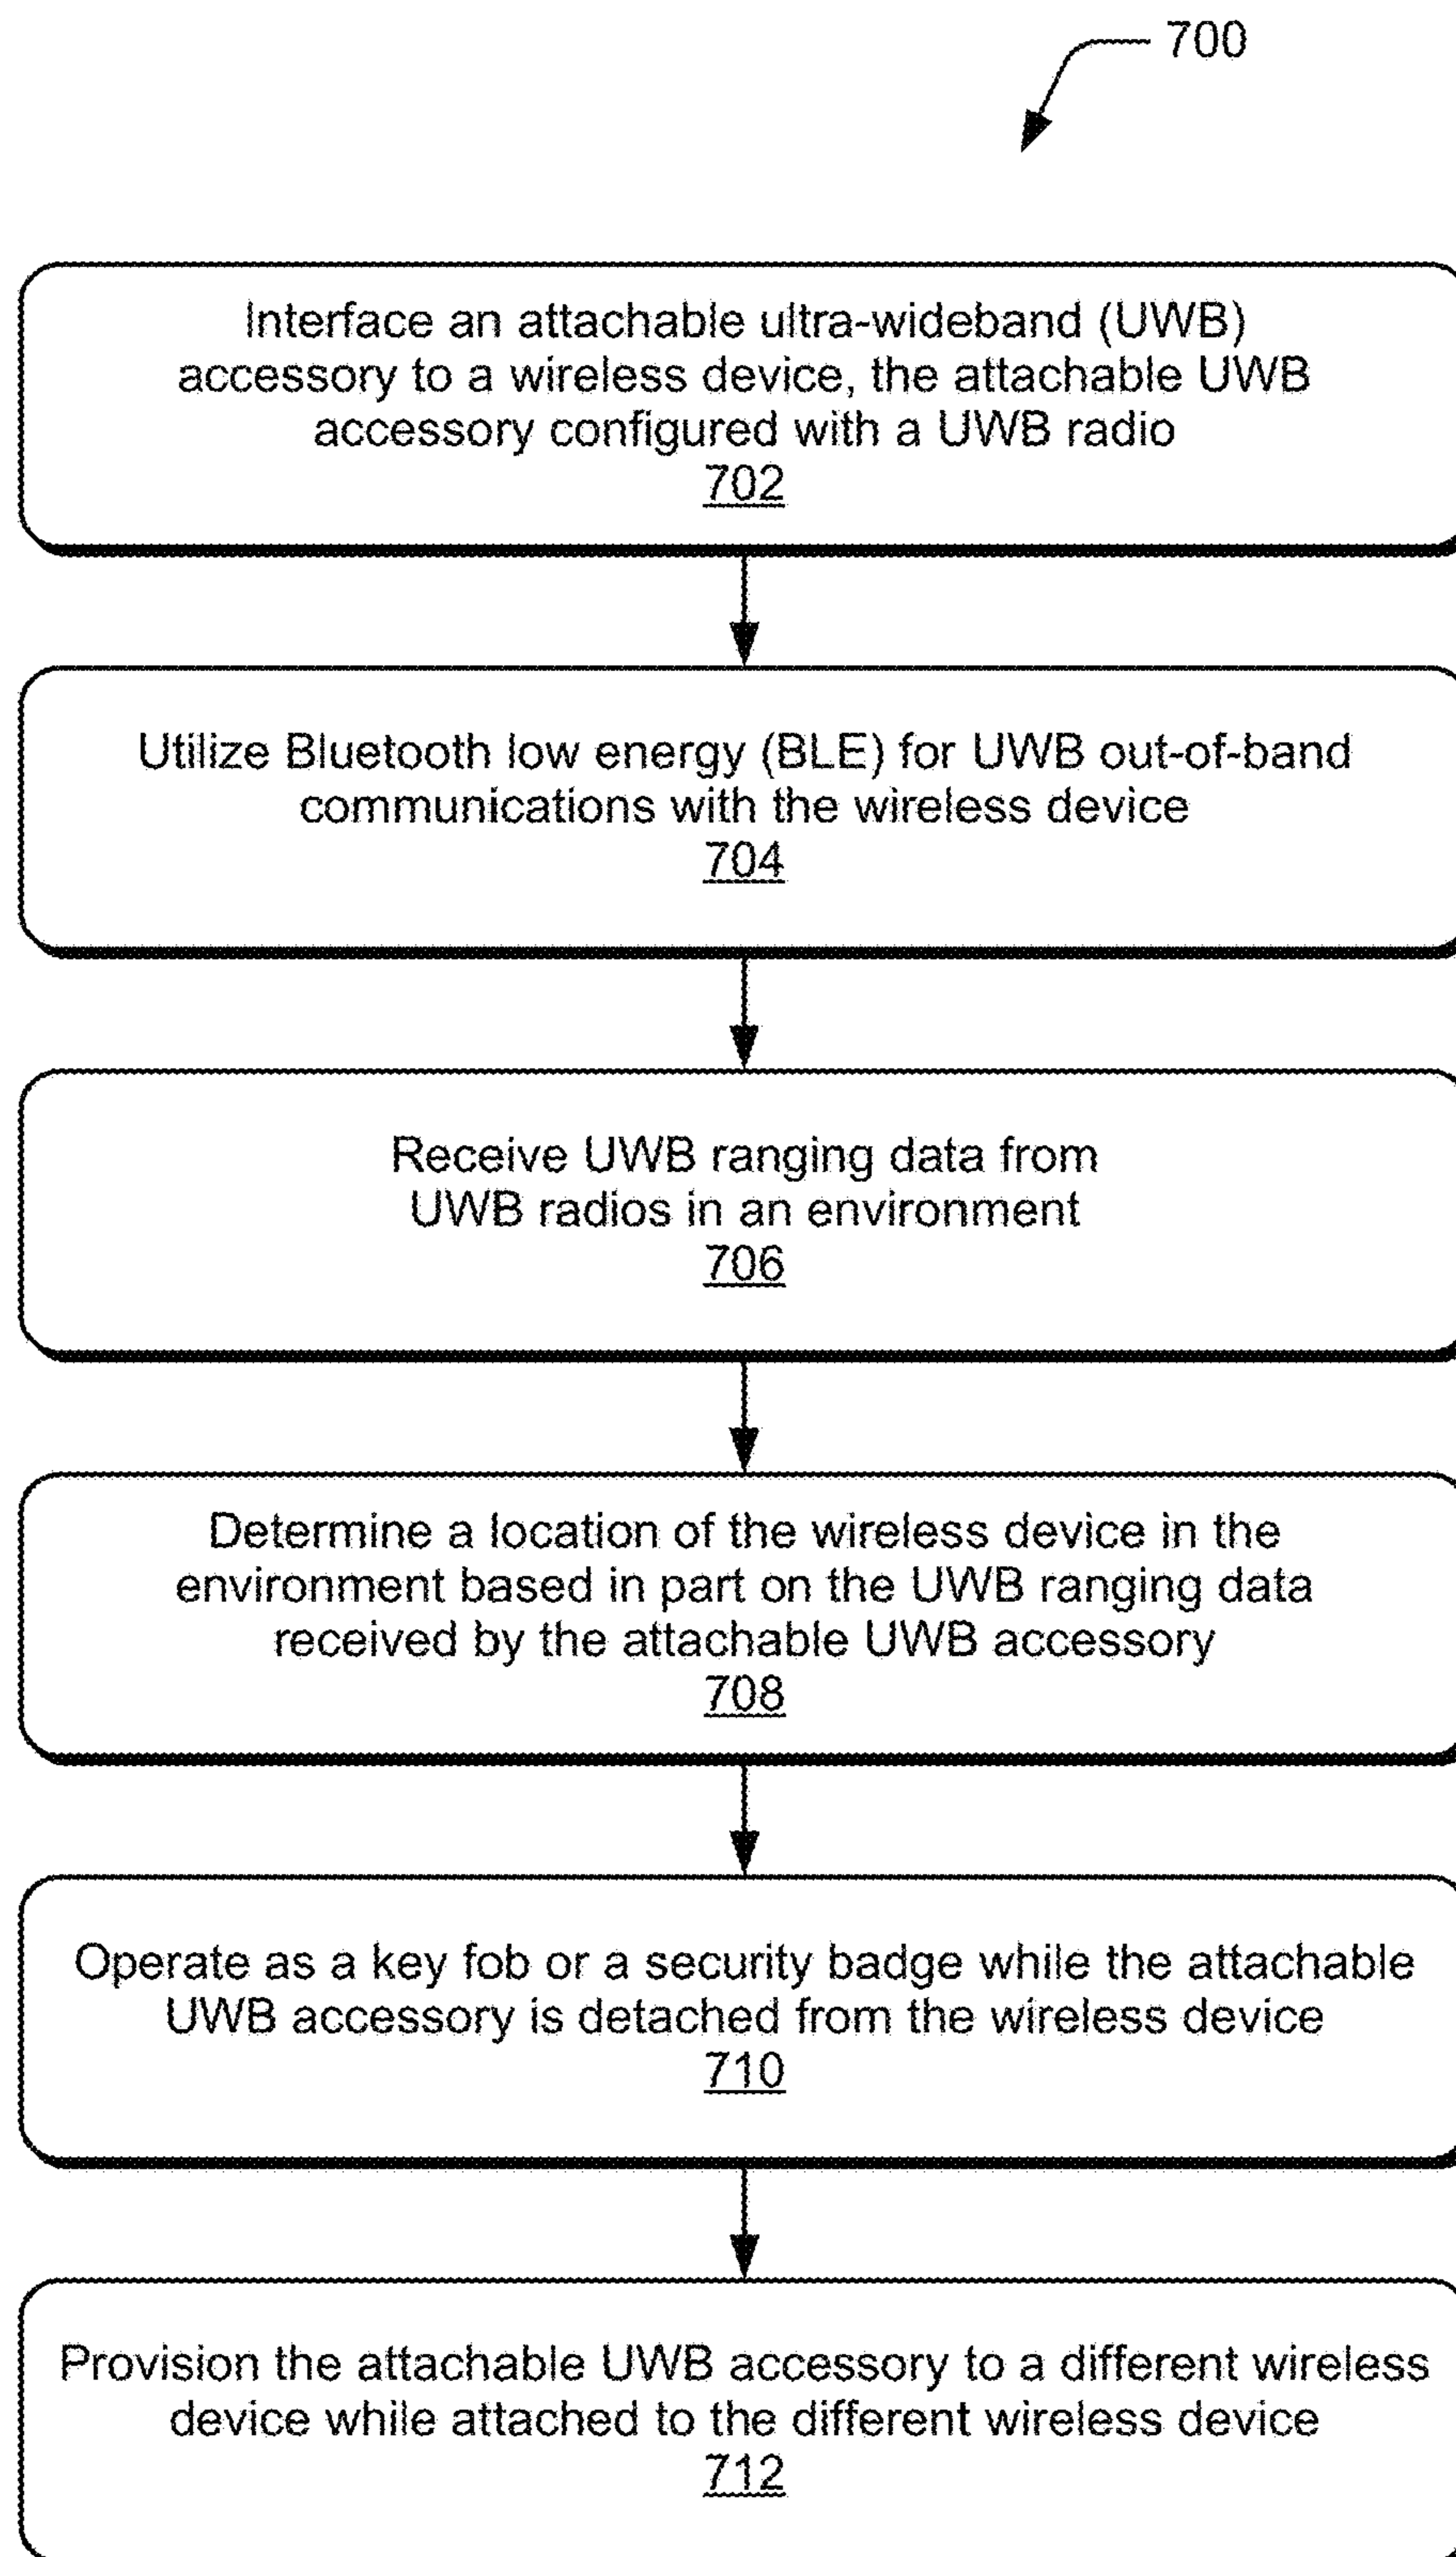 700
Interface an attachable ultra-wideband (UWB)
accessory to a wireless device, the attachable UWB
accessory configured with a UWB radio
702
Utilize Bluetooth low energy (BLE) for UWB out-of-band
communications with the wireless device
704
Receive UWB ranging data from
UWB radios in an environment
706
Determine a location of the wireless device in the
environment based in part on the UWB ranging data
received by the attachable UWB accessory
708
Operate as a key fob or a security badge while the attachable
UWB accessory is detached from the wireless device
710
Provision the attachable UWB accessory to a different wireless
device while attached to the different wireless device
712